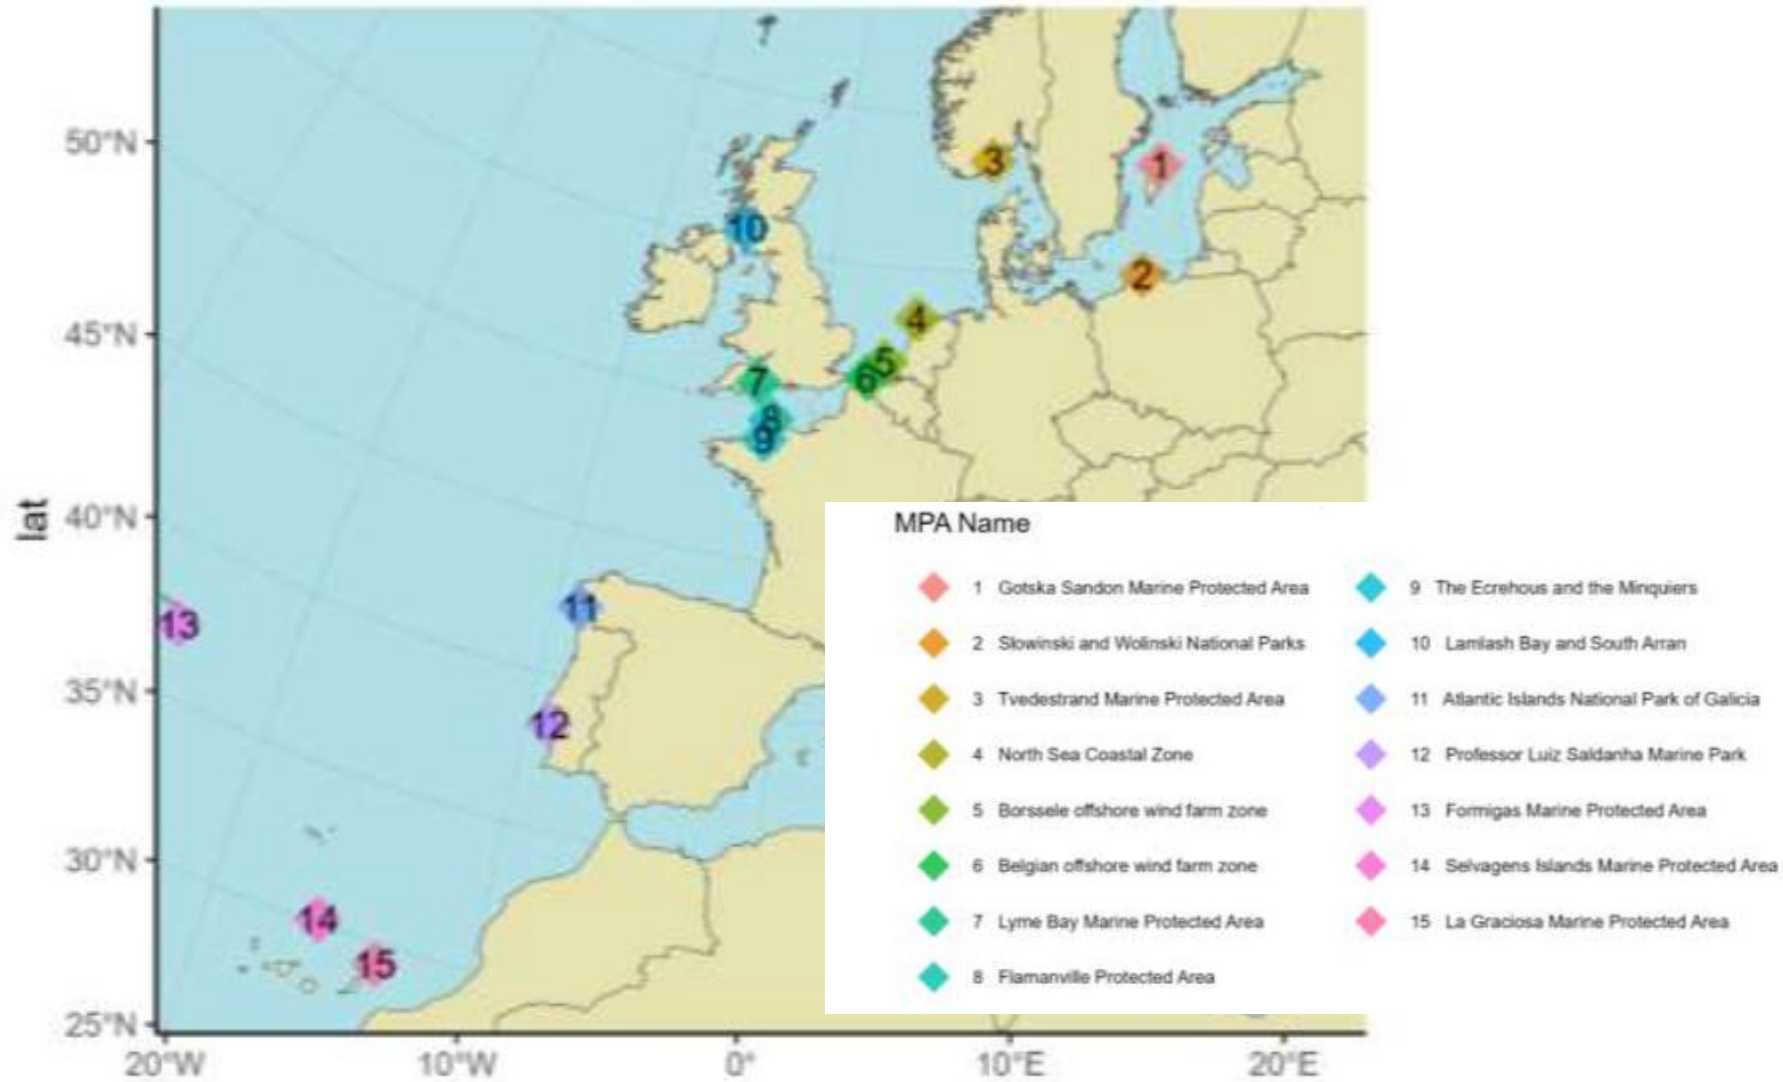 50°N
45°N
40°N
35°N
30°N
25°N
lat
20°W 10°W 0° 10°E 20°E
1
2
3
4
5
6
7
8
9
10
11
12
13
14
15
MPA Name
1 Gotska Sandon Marine Protected Area
2 Słowinski and Wolinski National Parks
3 Tvedestrand Marine Protected Area
4 North Sea Coastal Zone
5 Borssele offshore wind farm zone
6 Belgian offshore wind farm zone
7 Lyme Bay Marine Protected Area
8 Flamanville Protected Area
9 The Ecrehous and the Minquiers
10 Lamlash Bay and South Arran
11 Atlantic Islands National Park of Galicia
12 Professor Luiz Saldanha Marine Park
13 Formigas Marine Protected Area
14 Selvagens Islands Marine Protected Area
15 La Graciosa Marine Protected Area